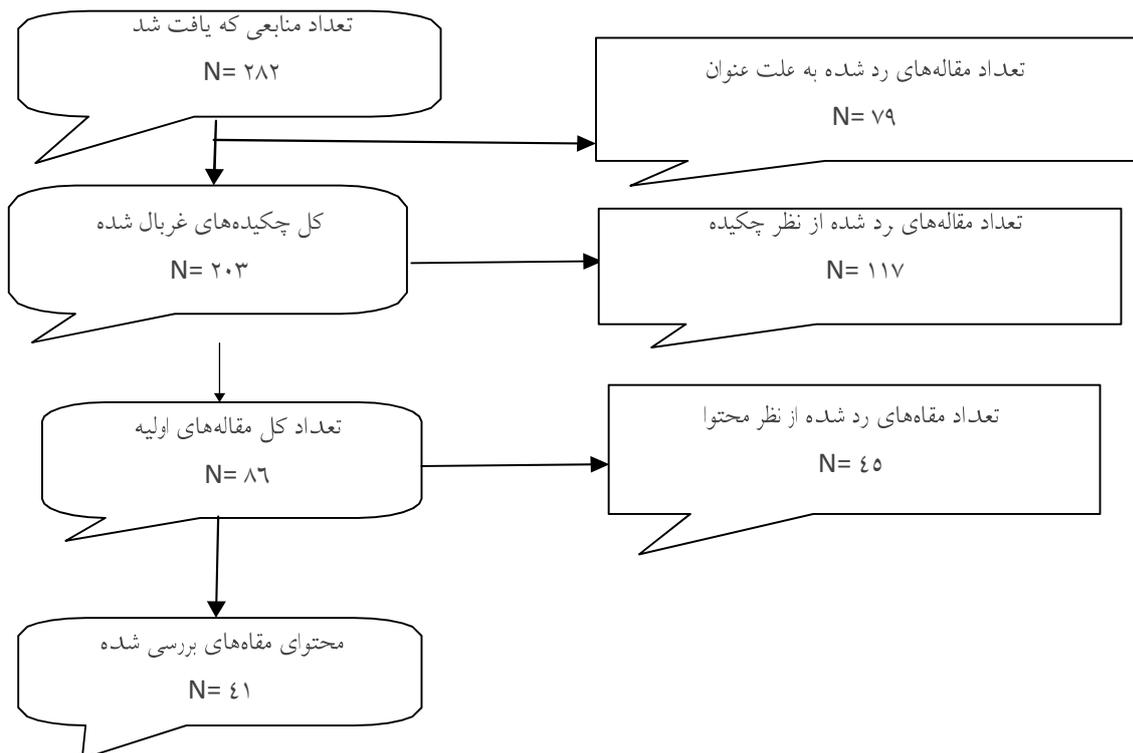 تعداد منابعی که یافت شد
N= ۲۸۲
تعداد مقاله‌های رد شده به علت عنوان
N= ۷۹
کل چکیده‌های غربال شده
N= ۲۰۳
تعداد مقاله‌های رد شده از نظر چکیده
N= ۱۱۷
تعداد کل مقاله‌های اولیه
N= ٨٦
تعداد مقاه‌های رد شده از نظر محتوا
N= ٤٥
محتوای مقاه‌های بررسی شده
N= ٤١